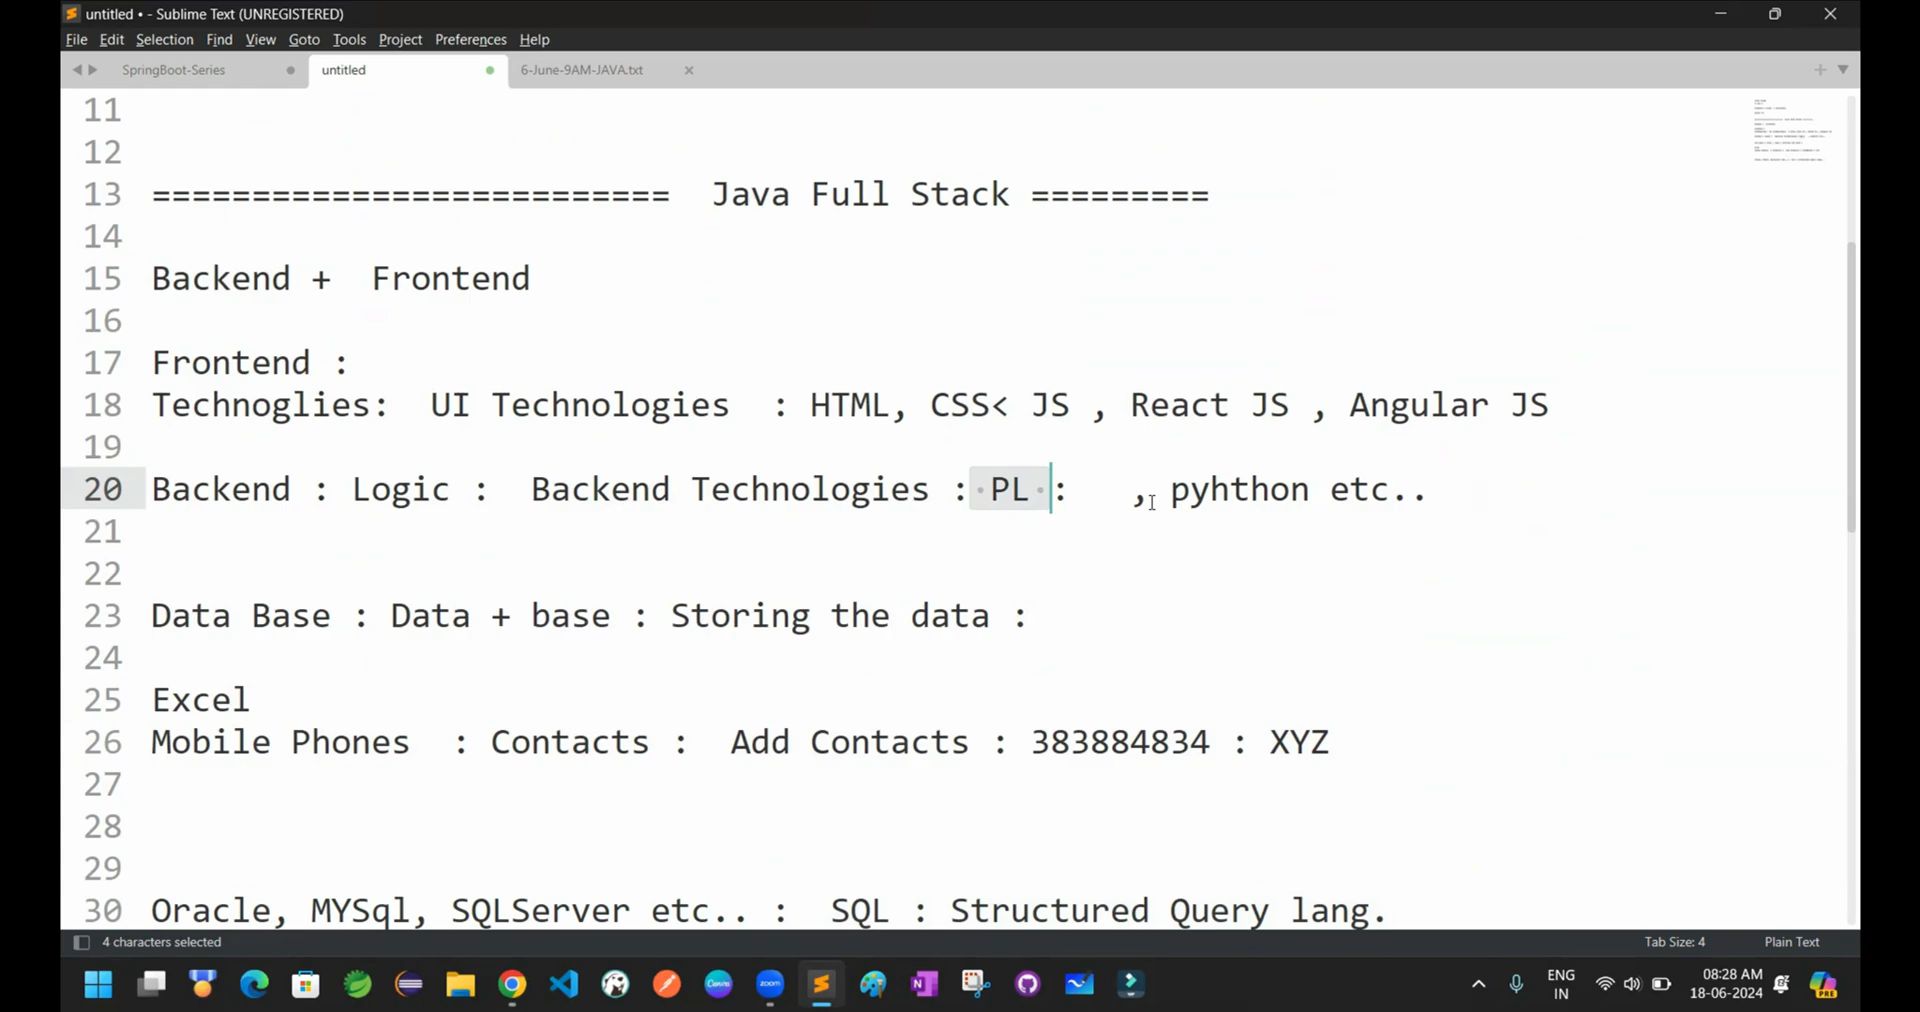 untitled • - Sublime Text (UNREGISTERED)
File Edit Selection Find View Goto Tools Project Preferences Help
SpringBoot-Series untitled 6-June-9AM-JAVA.txt
11
12
13 ========================== Java Full Stack =========
14
15 Backend + Frontend
16
17 Frontend :
18 Technoglies: UI Technologies : HTML, CSS< JS , React JS , Angular JS
19
20 Backend : Logic : Backend Technologies : PL : , pyhthon etc..
21
22
23 Data Base : Data + base : Storing the data :
24
25 Excel
26 Mobile Phones : Contacts : Add Contacts : 383884834 : XYZ
27
28
29
30 Oracle, MYSql, SQLServer etc.. : SQL : Structured Query lang.
4 characters selected Tab Size: 4 Plain Text
ENG IN 08:28 AM 18-06-2024